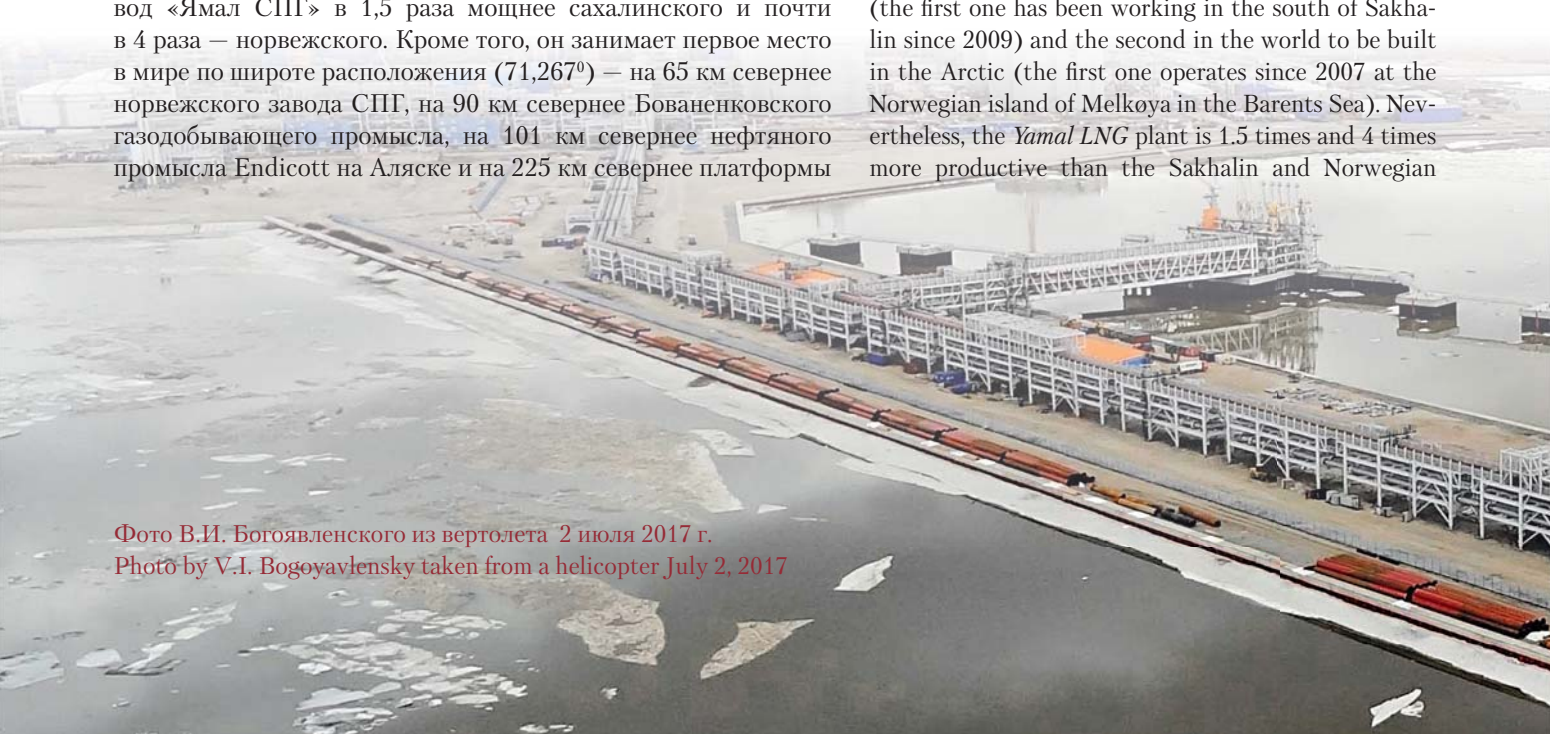 вод «Ямал СПГ» в 1,5 раза мощнее сахалинского и почти
в 4 раза — норвежского. Кроме того, он занимает первое место
в мире по широте расположения (71,267⁰) — на 65 км севернее
норвежского завода СПГ, на 90 км севернее Бованенковского
газодобывающего промысла, на 101 км севернее нефтяного
промысла Endicott на Аляске и на 225 км севернее платформы
(the first one has been working in the south of Sakha-
lin since 2009) and the second in the world to be built
in the Arctic (the first one operates since 2007 at the
Norwegian island of Melkøya in the Barents Sea). Nev-
ertheless, the Yamal LNG plant is 1.5 times and 4 times
more productive than the Sakhalin and Norwegian
Фото В.И. Богоявленского из вертолета 2 июля 2017 г.
Photo by V.I. Bogoyavlensky taken from a helicopter July 2, 2017